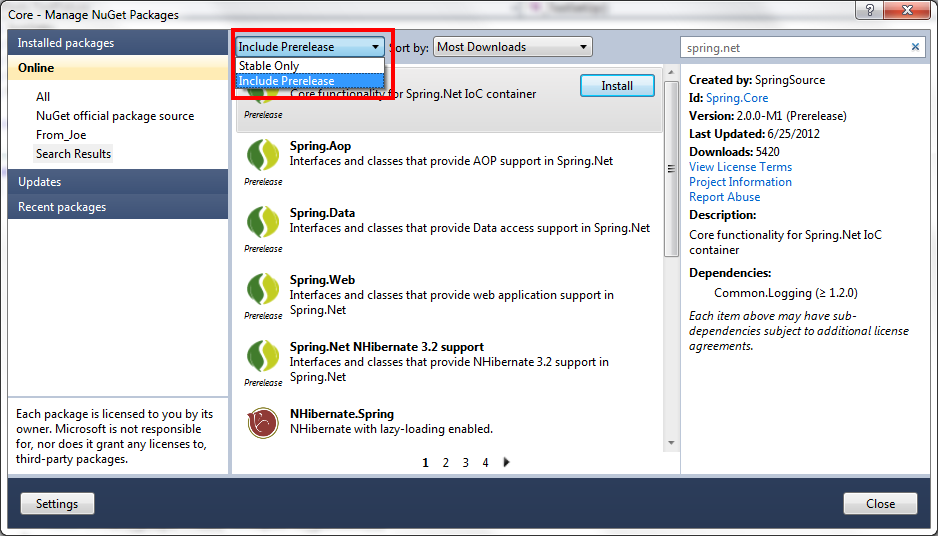 Core - Manage NuGet Packages
Installed packages
Online
All
NuGet official package source
From_Joe
Search Results
Updates
Recent packages
Each package is licensed to you by its
owner. Microsoft is not responsible
for, nor does it grant any licenses to,
third-party packages.
Include Prerelease
Stable Only
Include Prerelease
Sort by:
Most Downloads
Core functionality for Spring.Net IoC container
Prerelease
Install
Spring.Aop
Interfaces and classes that provide AOP support in Spring.Net
Prerelease
Spring.Data
Interfaces and classes that provide Data access support in Spring.Net
Prerelease
Spring.Web
Interfaces and classes that provide web application support in
Spring.Net
Prerelease
Spring.Net NHibernate 3.2 support
Interfaces and classes that provide NHibernate 3.2 support in
Spring.Net
Prerelease
NHibernate.Spring
NHibernate with lazy-loading enabled.
1 2 3 4
spring.net
Created by: SpringSource
Id: Spring.Core
Version: 2.0.0-M1 (Prerelease)
Last Updated: 6/25/2012
Downloads: 5420
View License Terms
Project Information
Report Abuse
Description:
Core functionality for Spring.Net IoC
container
Dependencies:
Common.Logging (≥ 1.2.0)
Each item above may have sub-
dependencies subject to additional license
agreements.
Settings
Close